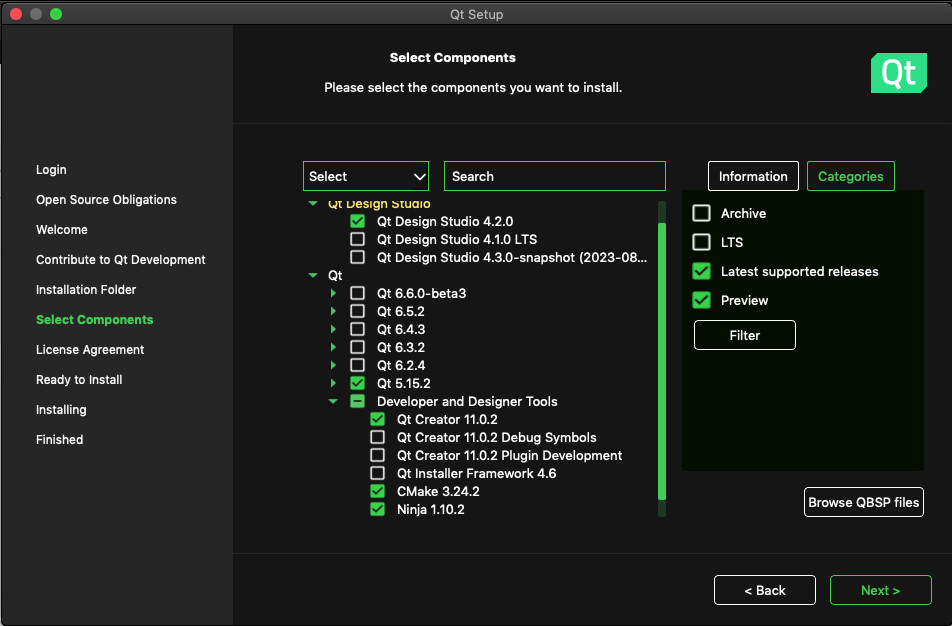 Qt Setup
Select Components
Please select the components you want to install.
Qt
Login
Open Source Obligations
Welcome
Contribute to Qt Development
Installation Folder
Select Components
License Agreement
Ready to Install
Installing
Finished
Select
Search
Qt Design Studio
Qt Design Studio 4.2.0
Qt Design Studio 4.1.0 LTS
Qt Design Studio 4.3.0-snapshot (2023-08...
Qt
Qt 6.6.0-beta3
Qt 6.5.2
Qt 6.4.3
Qt 6.3.2
Qt 6.2.4
Qt 5.15.2
Developer and Designer Tools
Qt Creator 11.0.2
Qt Creator 11.0.2 Debug Symbols
Qt Creator 11.0.2 Plugin Development
Qt Installer Framework 4.6
CMake 3.24.2
Ninja 1.10.2
Information
Categories
Archive
LTS
Latest supported releases
Preview
Filter
Browse QBSP files
< Back
Next >